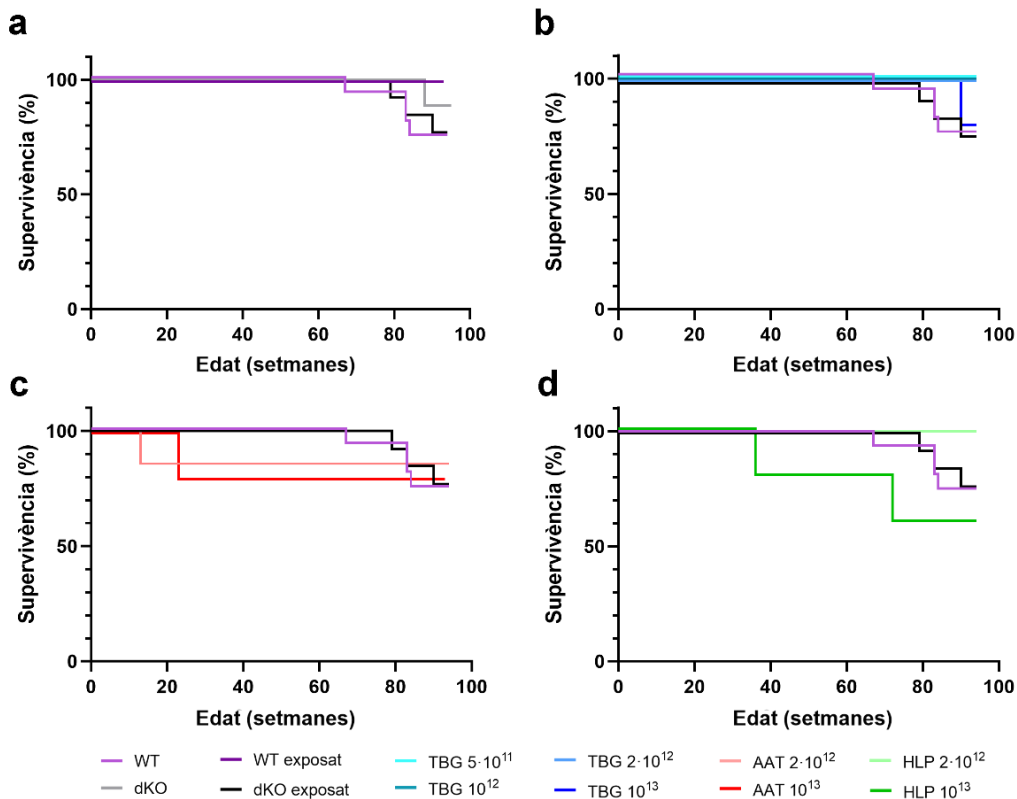 a
Supervivència (%)
100
50
0
0 20 40 60 80 100
Edat (setmanes)
b
Supervivència (%)
100
50
0
0 20 40 60 80 100
Edat (setmanes)
c
Supervivència (%)
100
50
0
0 20 40 60 80 100
Edat (setmanes)
d
Supervivència (%)
100
50
0
0 20 40 60 80 100
Edat (setmanes)
WT WT exposat TBG 5·10¹¹ TBG 2·10¹² AAT 2·10¹² HLP 2·10¹²
dKO dKO exposat TBG 10¹² TBG 10¹³ AAT 10¹³ HLP 10¹³